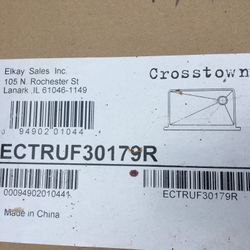 Elkay Sales Inc.
105 N. Rochester St
Lanark ,IL 61046-1149
Crosstown
0 94902 01044
ECTRUF30179R
00094902010441
ECTRUF30179R
Made in China